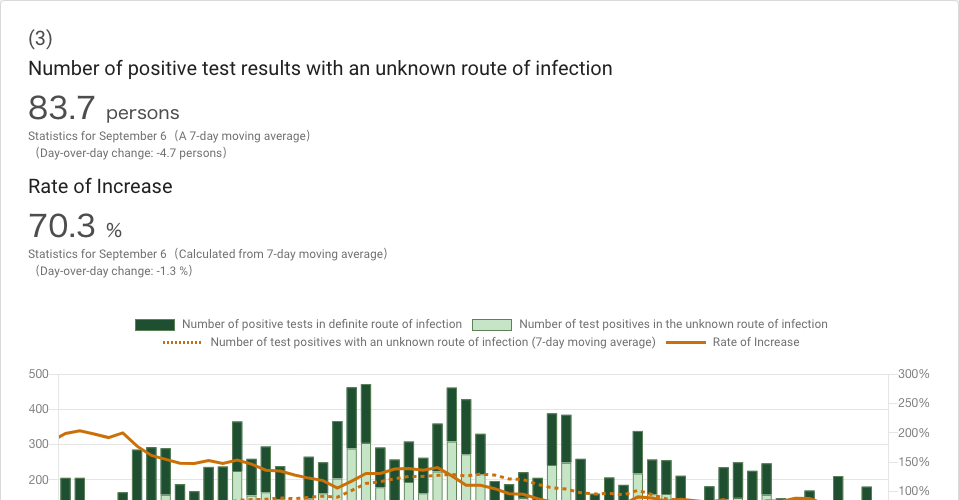 (3)
Number of positive test results with an unknown route of infection
83.7 persons
Statistics for September 6（A 7-day moving average）
（Day-over-day change: -4.7 persons）
Rate of Increase
70.3 %
Statistics for September 6（Calculated from 7-day moving average）
（Day-over-day change: -1.3 %）
Number of positive tests in definite route of infection Number of test positives in the unknown route of infection
Number of test positives with an unknown route of infection (7-day moving average) Rate of Increase
500 300%
250%
400
200%
300
150%
200
100%